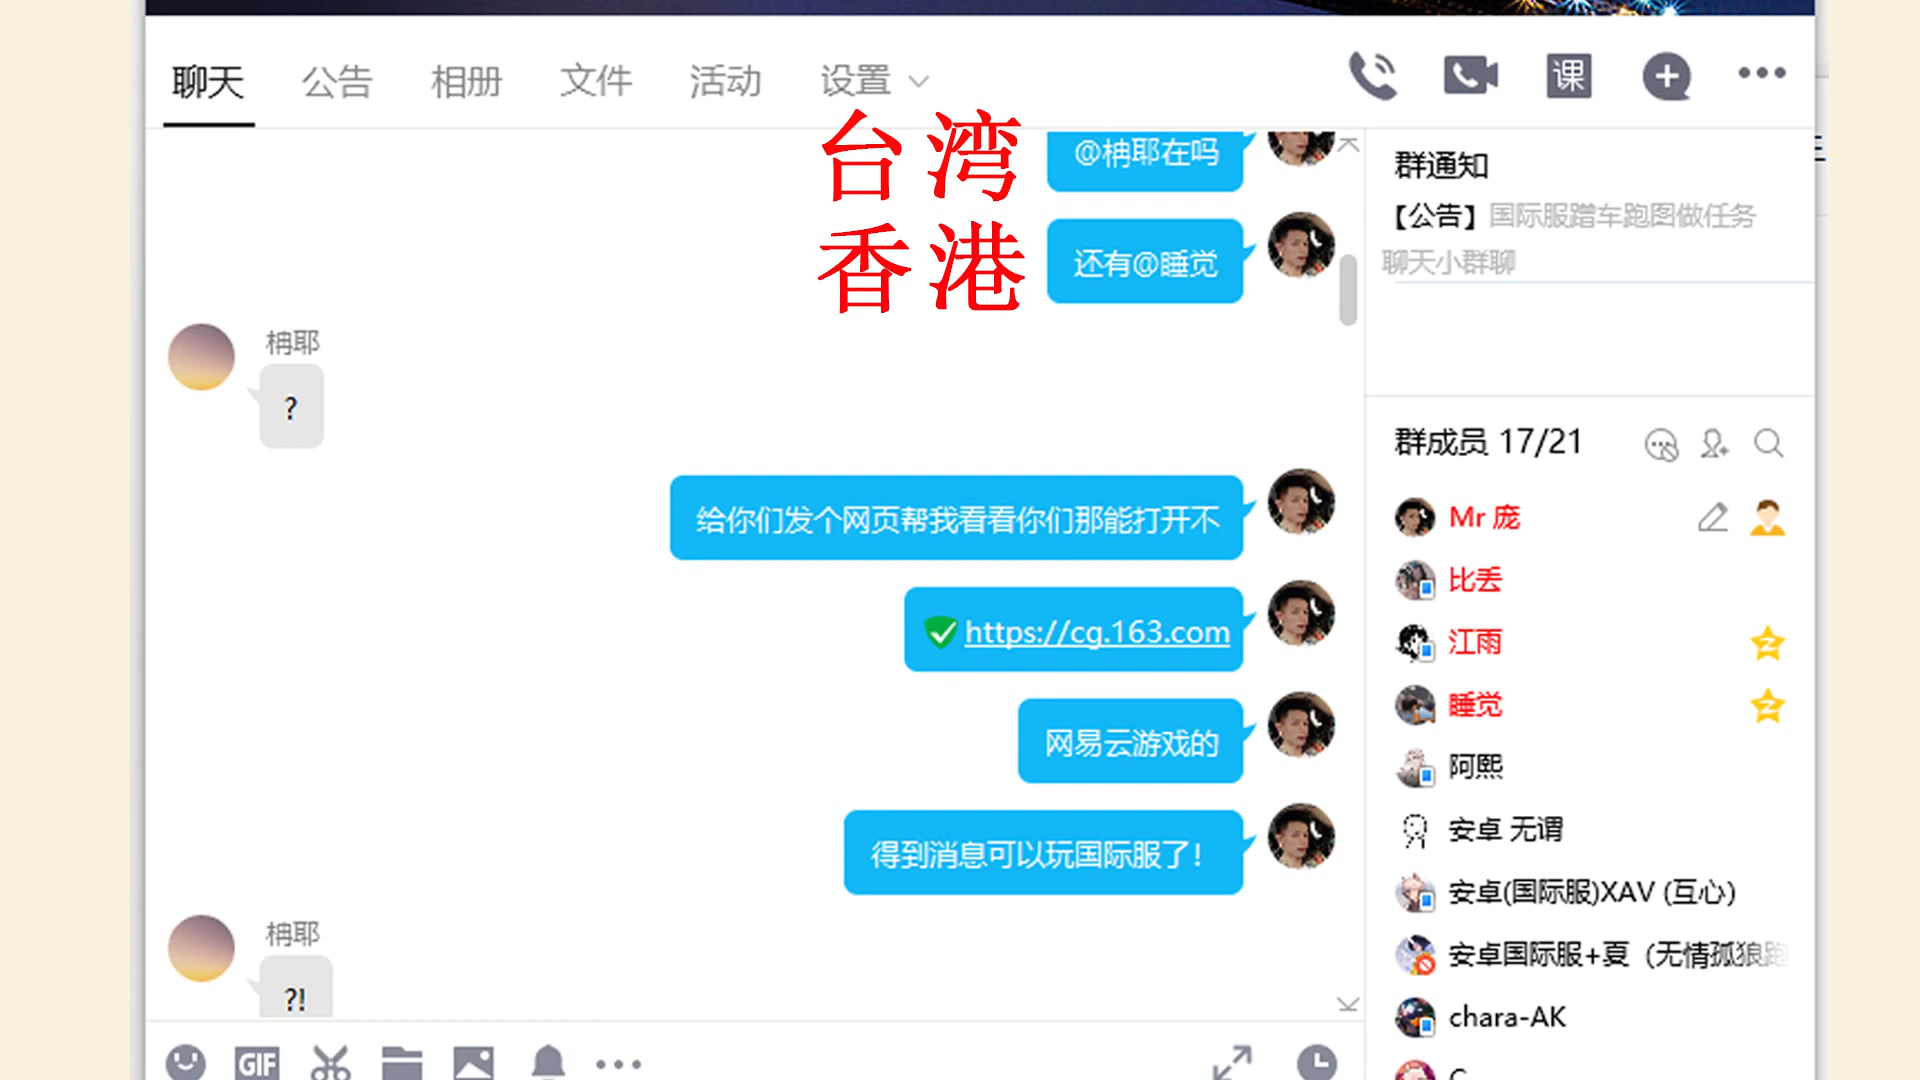 聊天 公告 相册 文件 活动 设置
课
台湾
香港
@柟耶在吗
还有@睡觉
柟耶
?
给你们发个网页帮我看看你们那能打开不
https://cg.163.com
网易云游戏的
得到消息可以玩国际服了!
柟耶
?!
GIF
群通知
【公告】国际服蹭车跑图做任务
聊天小群聊
群成员 17/21
Mr 庞
比丢
江雨
睡觉
阿熙
安卓 无谓
安卓(国际服)XAV (互心)
安卓国际服+夏（无情孤狼跑
chara-AK